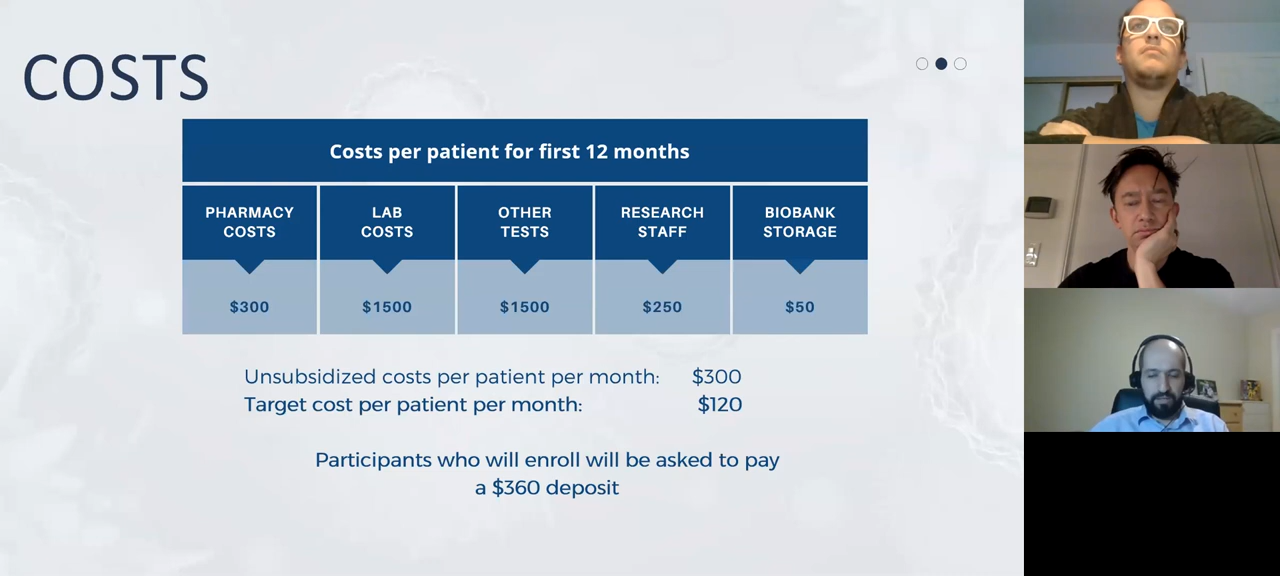 COSTS
Costs per patient for first 12 months
PHARMACY
COSTS
LAB
COSTS
OTHER
TESTS
RESEARCH
STAFF
BIOBANK
STORAGE
$300
$1500
$1500
$250
$50
Unsubsidized costs per patient per month: $300
Target cost per patient per month: $120
Participants who will enroll will be asked to pay
a $360 deposit